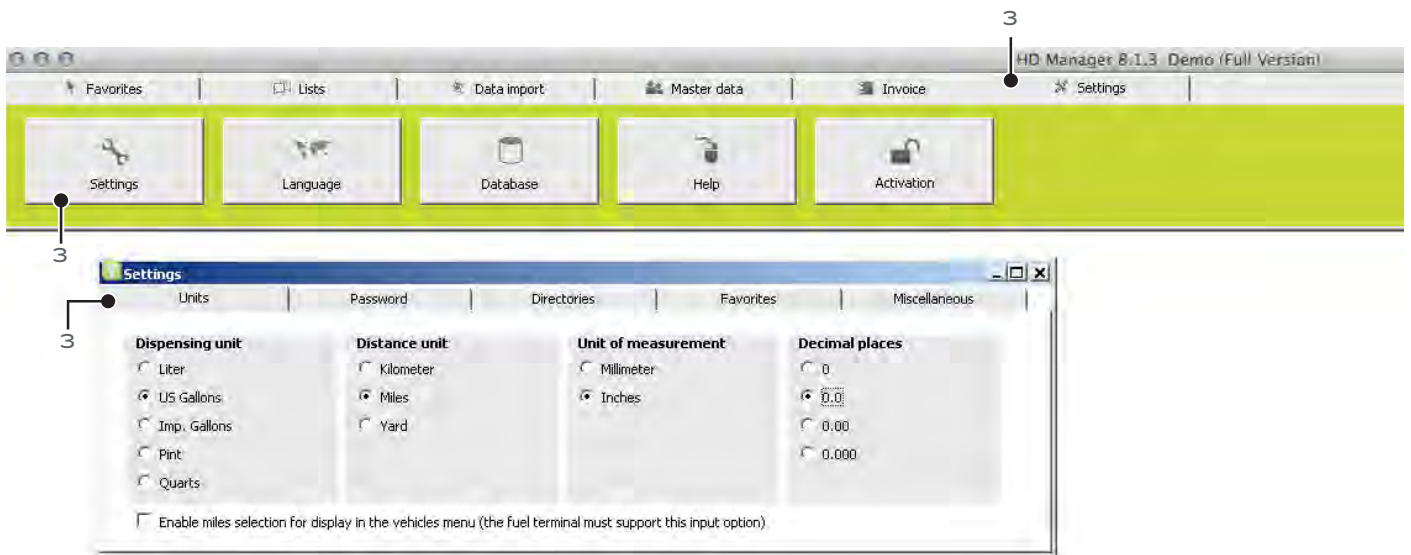 3
HD Manager 8.1.3 Demo (Full Version)
Favorites Lists Data import Master data Invoice Settings
Settings Language Database Help Activation
3
3
Settings
Units Password Directories Favorites Miscellaneous
Dispensing unit Distance unit Unit of measurement Decimal places
Liter Kilometer Millimeter 0
US Gallons Miles Inches 0.0
Imp. Gallons Yard 0.00
Pint 0.000
Quarts
Enable miles selection for display in the vehicles menu (the fuel terminal must support this input option)